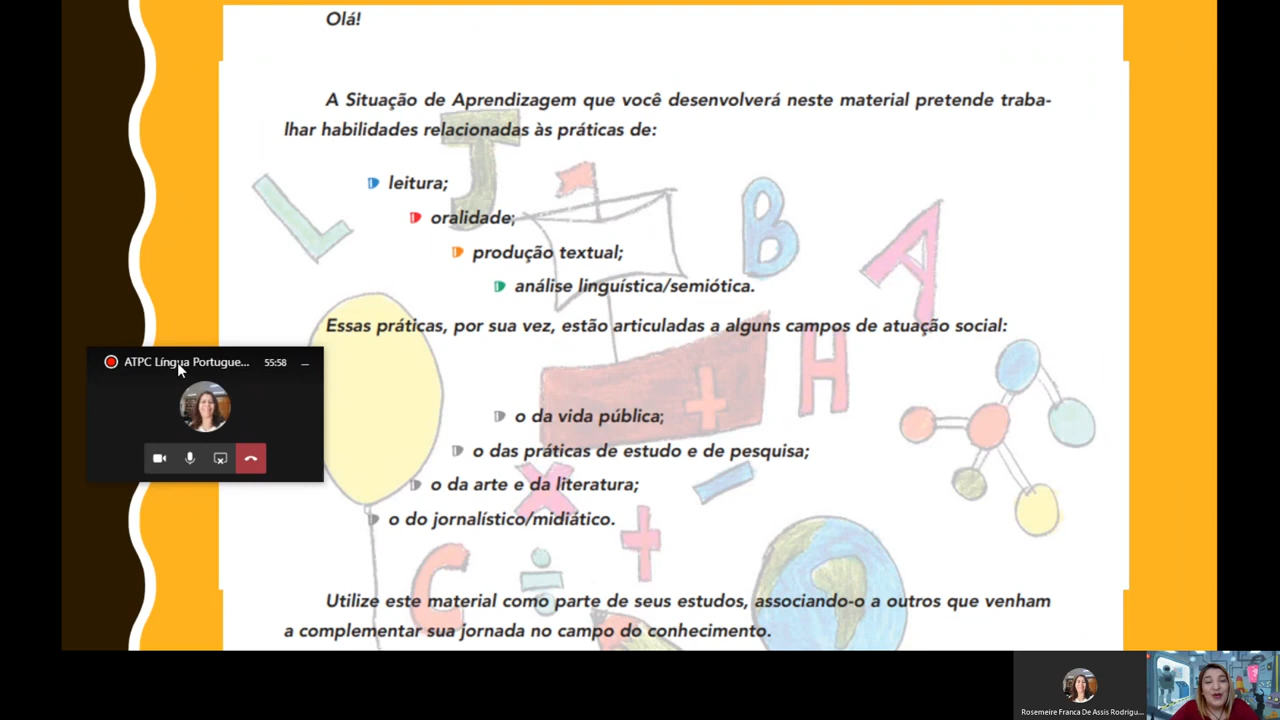 Olá!
A Situação de Aprendizagem que você desenvolverá neste material pretende traba-
lhar habilidades relacionadas às práticas de:
leitura;
oralidade;
produção textual;
análise linguística/semiótica.
Essas práticas, por sua vez, estão articuladas a alguns campos de atuação social:
ATPC Língua Portugue... 55:58
o da vida pública;
o das práticas de estudo e de pesquisa;
o da arte e da literatura;
o do jornalístico/midiático.
Utilize este material como parte de seus estudos, associando-o a outros que venham
a complementar sua jornada no campo do conhecimento.
Rosemeire Franca De Assis Rodrigu...
L
J
B
A
H
C